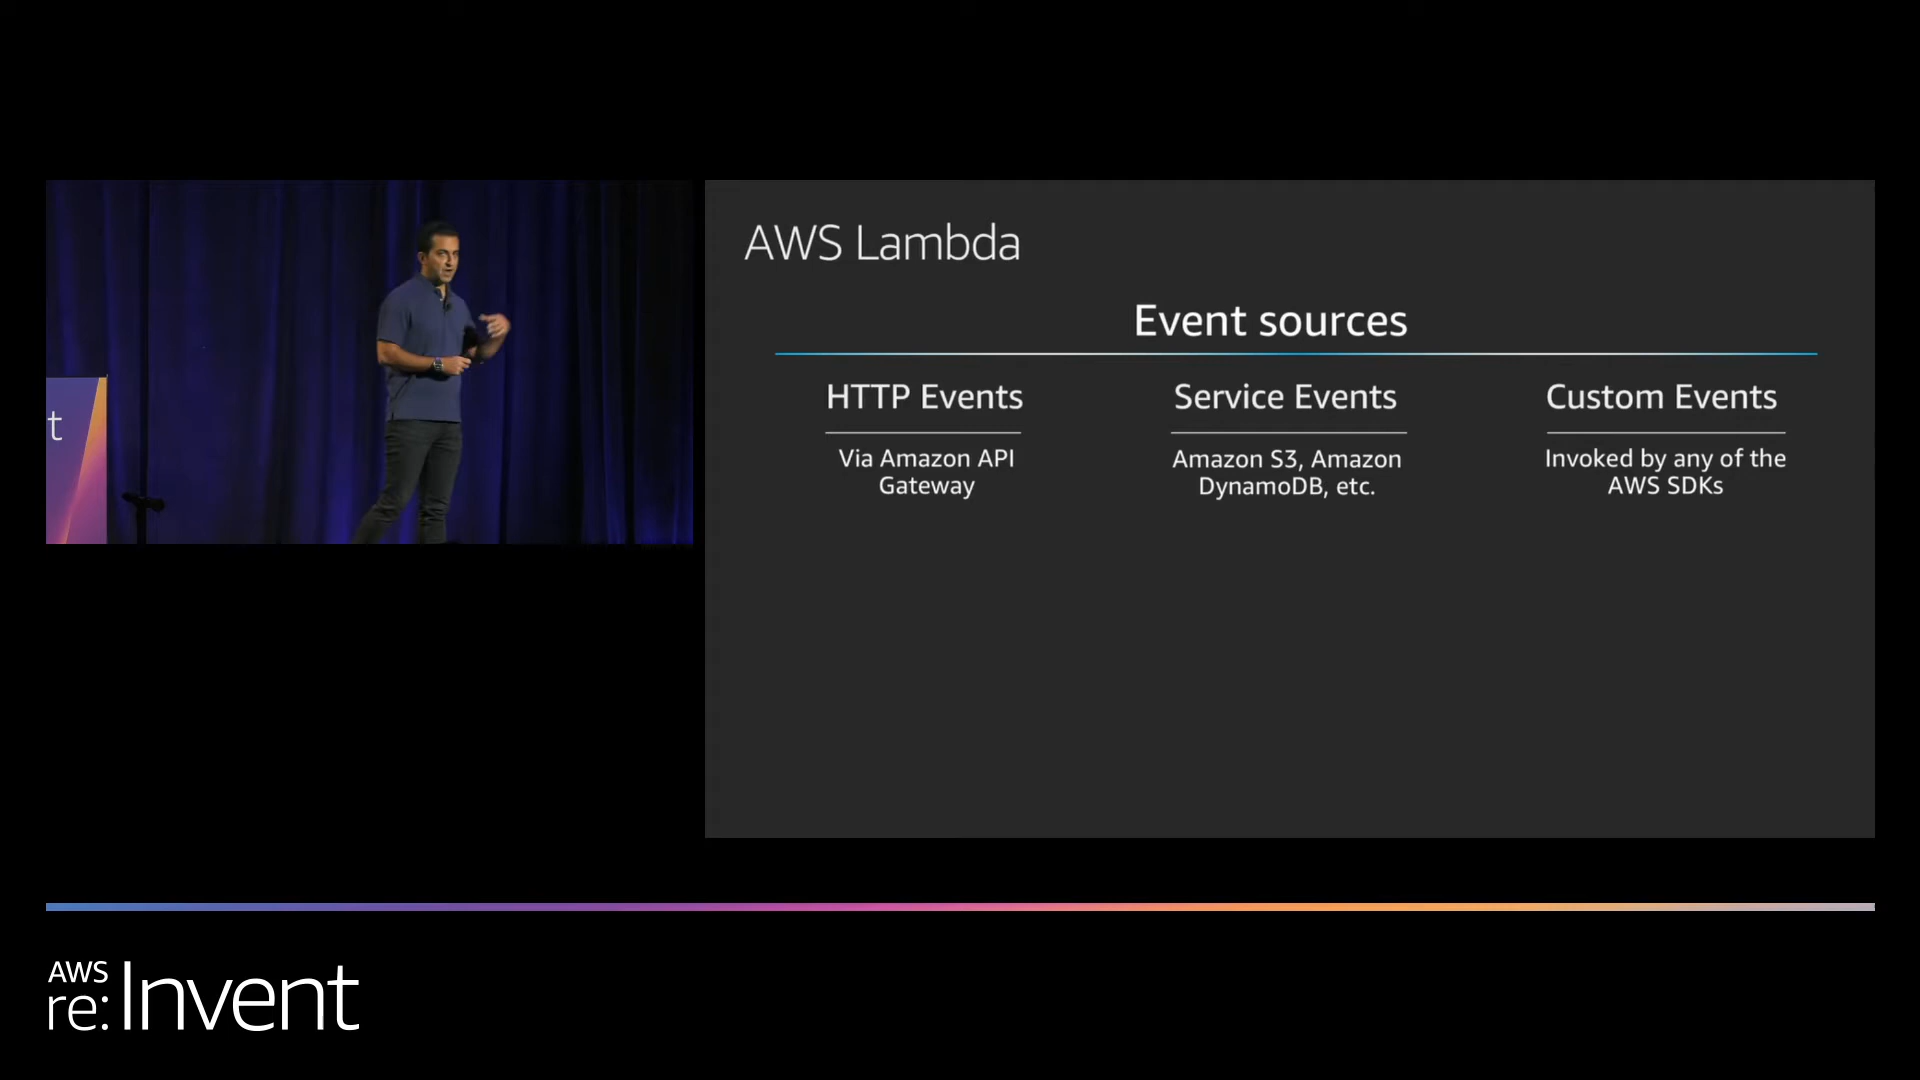 AWS Lambda
Event sources
HTTP Events
Via Amazon API
Gateway
Service Events
Amazon S3, Amazon
DynamoDB, etc.
Custom Events
Invoked by any of the
AWS SDKs
t
AWS
re:Invent